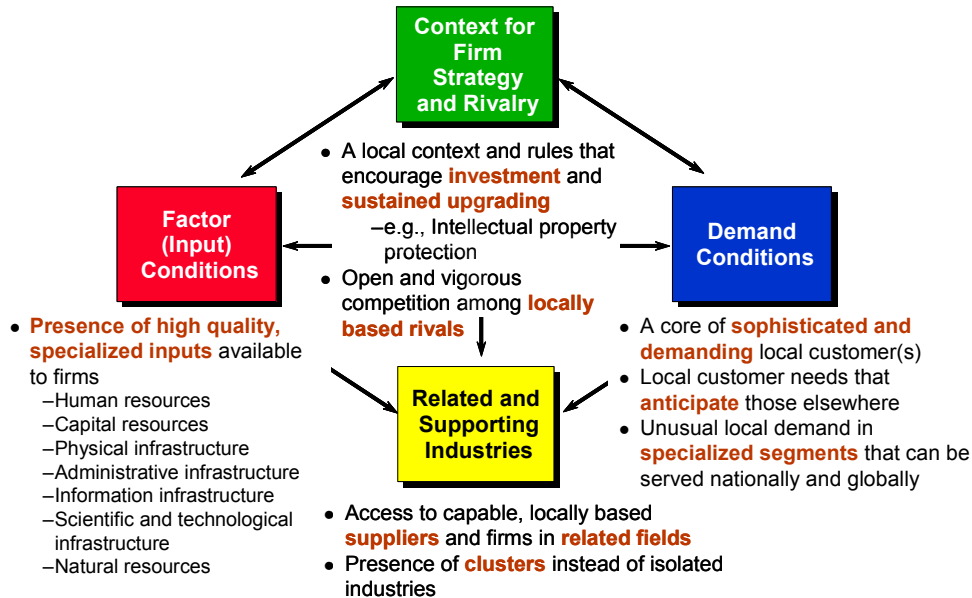 Context for
Firm
Strategy
and Rivalry
• A local context and rules that
encourage investment and
sustained upgrading
–e.g., Intellectual property
protection
• Open and vigorous
competition among locally
based rivals
Factor
(Input)
Conditions
• Presence of high quality,
specialized inputs available
to firms
–Human resources
–Capital resources
–Physical infrastructure
–Administrative infrastructure
–Information infrastructure
–Scientific and technological
infrastructure
–Natural resources
Demand
Conditions
• A core of sophisticated and
demanding local customer(s)
• Local customer needs that
anticipate those elsewhere
• Unusual local demand in
specialized segments that can be
served nationally and globally
Related and
Supporting
Industries
• Access to capable, locally based
suppliers and firms in related fields
• Presence of clusters instead of isolated
industries